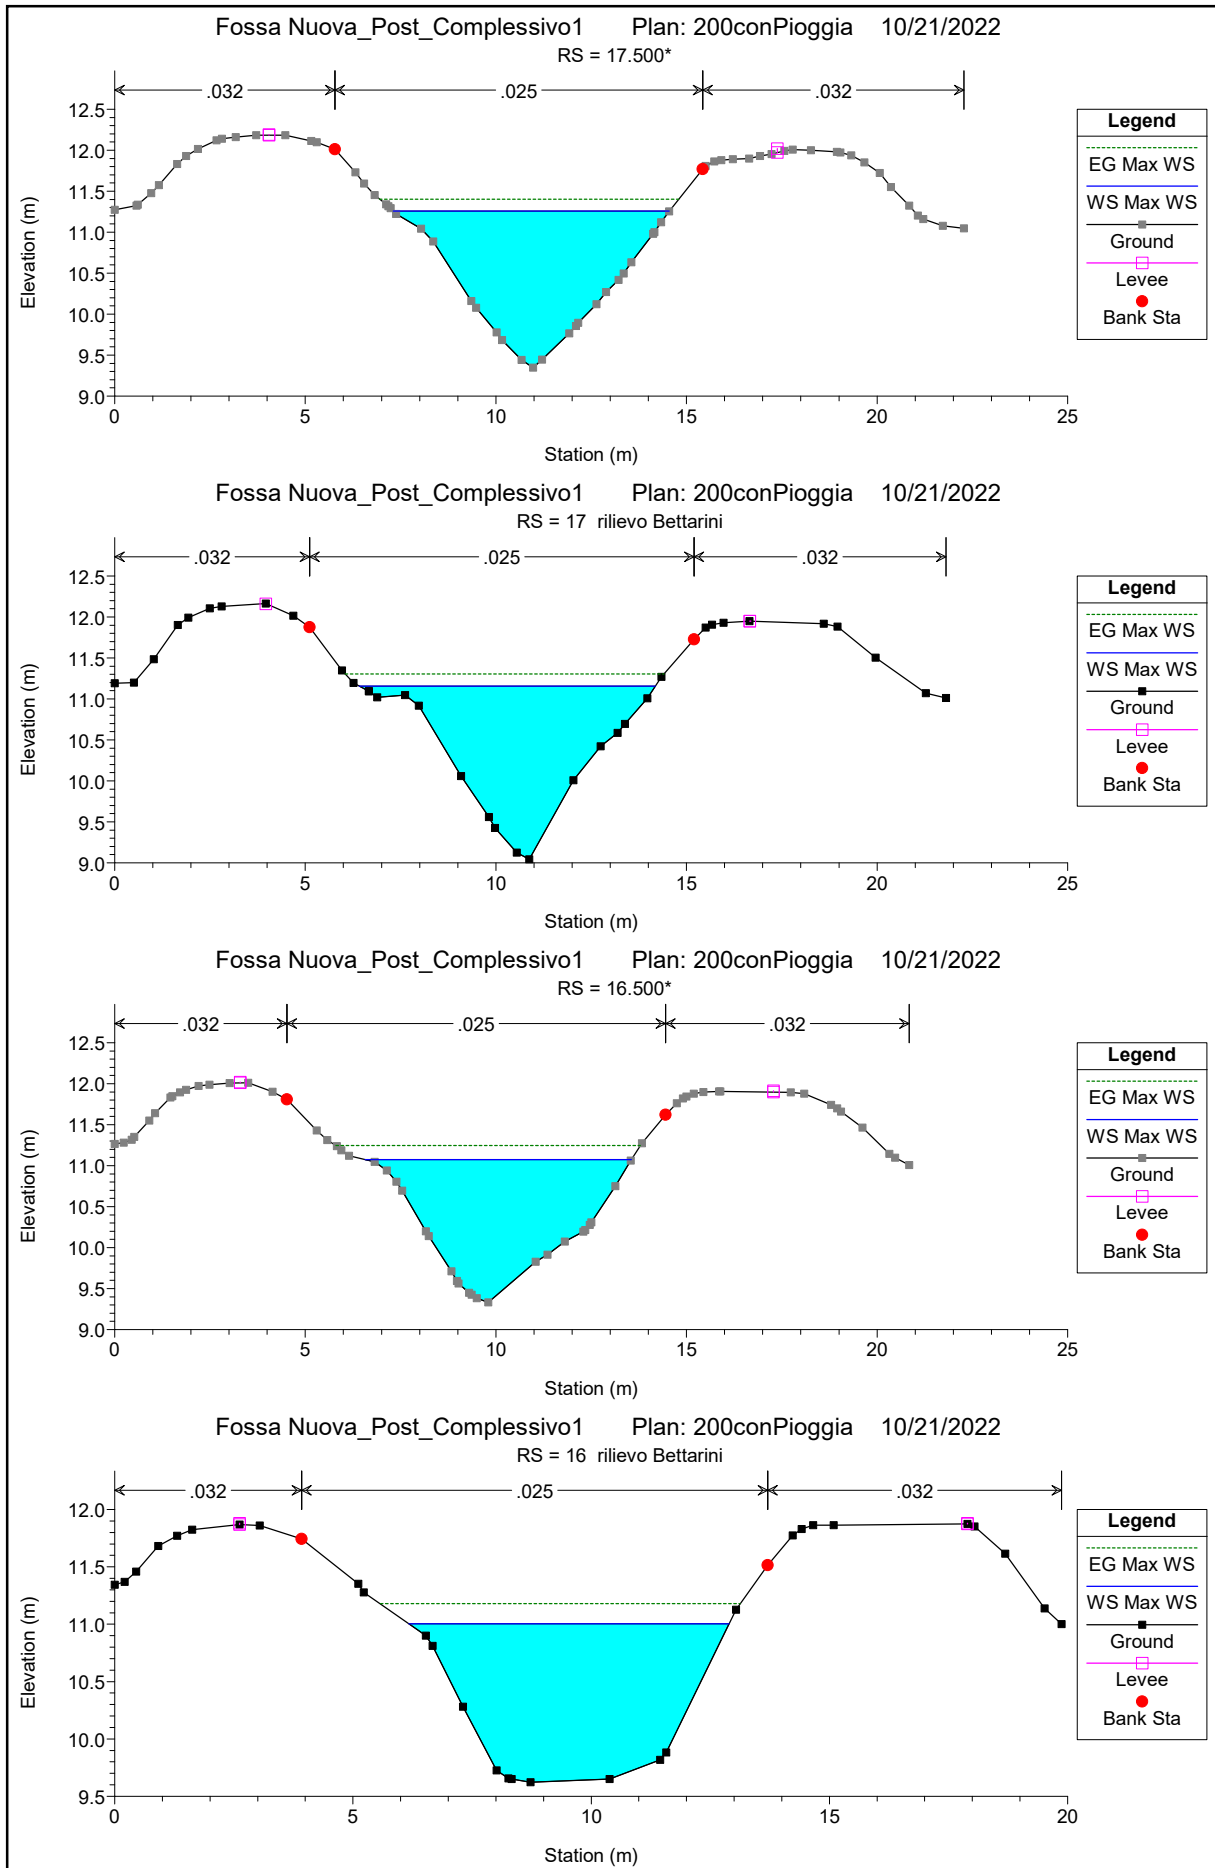 Fossa Nuova_Post_Complessivo1 Plan: 200conPioggia 10/21/2022
RS = 17.500*
.032 .025 .032
12.5
12.0
11.5
11.0
10.5
10.0
9.5
9.0
Elevation (m)
0 5 10 15 20 25
Station (m)
Legend
EG Max WS
WS Max WS
Ground
Levee
Bank Sta
Fossa Nuova_Post_Complessivo1 Plan: 200conPioggia 10/21/2022
RS = 17 rilievo Bettarini
.032 .025 .032
12.5
12.0
11.5
11.0
10.5
10.0
9.5
9.0
Elevation (m)
0 5 10 15 20 25
Station (m)
Legend
EG Max WS
WS Max WS
Ground
Levee
Bank Sta
Fossa Nuova_Post_Complessivo1 Plan: 200conPioggia 10/21/2022
RS = 16.500*
.032 .025 .032
12.5
12.0
11.5
11.0
10.5
10.0
9.5
9.0
Elevation (m)
0 5 10 15 20 25
Station (m)
Legend
EG Max WS
WS Max WS
Ground
Levee
Bank Sta
Fossa Nuova_Post_Complessivo1 Plan: 200conPioggia 10/21/2022
RS = 16 rilievo Bettarini
.032 .025 .032
12.0
11.5
11.0
10.5
10.0
9.5
Elevation (m)
0 5 10 15 20
Station (m)
Legend
EG Max WS
WS Max WS
Ground
Levee
Bank Sta